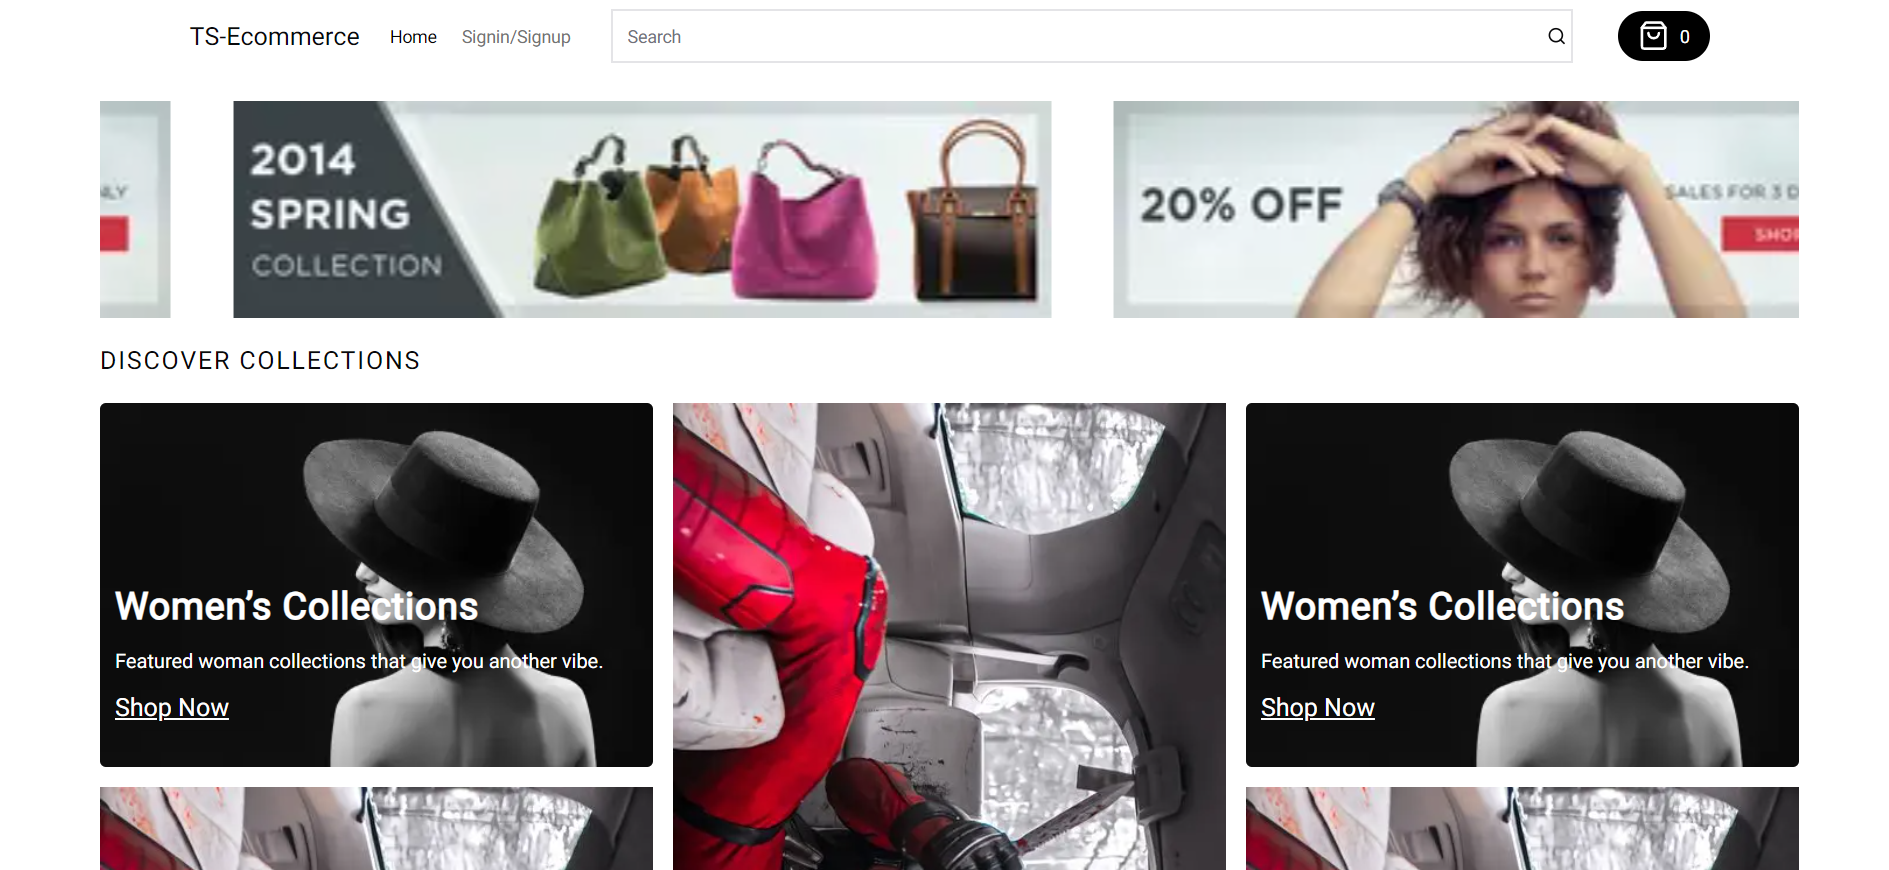 TS-Ecommerce
Home
Signin/Signup
Search
0
2014
SPRING
COLLECTION
20% OFF
SALES FOR 3 D
SHO
DISCOVER COLLECTIONS
Women’s Collections
Featured woman collections that give you another vibe.
Shop Now
Women’s Collections
Featured woman collections that give you another vibe.
Shop Now